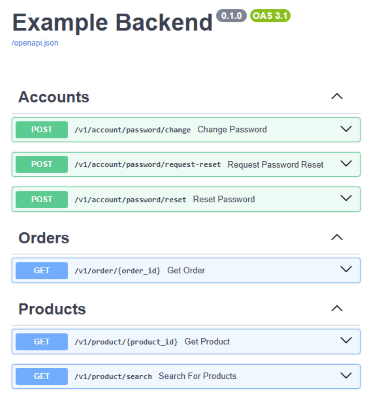 Example Backend 0.1.0 OAS 3.1
/openapi.json
Accounts
POST /v1/account/password/change Change Password
POST /v1/account/password/request-reset Request Password Reset
POST /v1/account/password/reset Reset Password
Orders
GET /v1/order/{order_id} Get Order
Products
GET /v1/product/{product_id} Get Product
GET /v1/product/search Search For Products